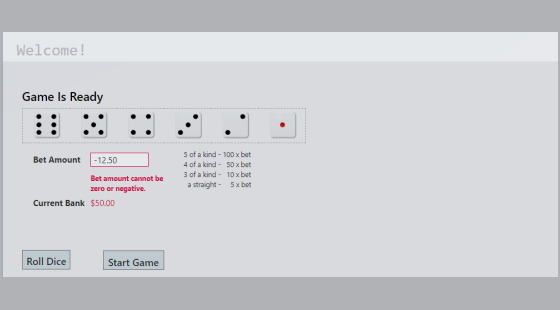 Welcome!
Game Is Ready
Bet Amount
-12.50
Bet amount cannot be
zero or negative.
5 of a kind - 100 x bet
4 of a kind - 50 x bet
3 of a kind - 10 x bet
a straight - 5 x bet
Current Bank $50.00
Roll Dice
Start Game